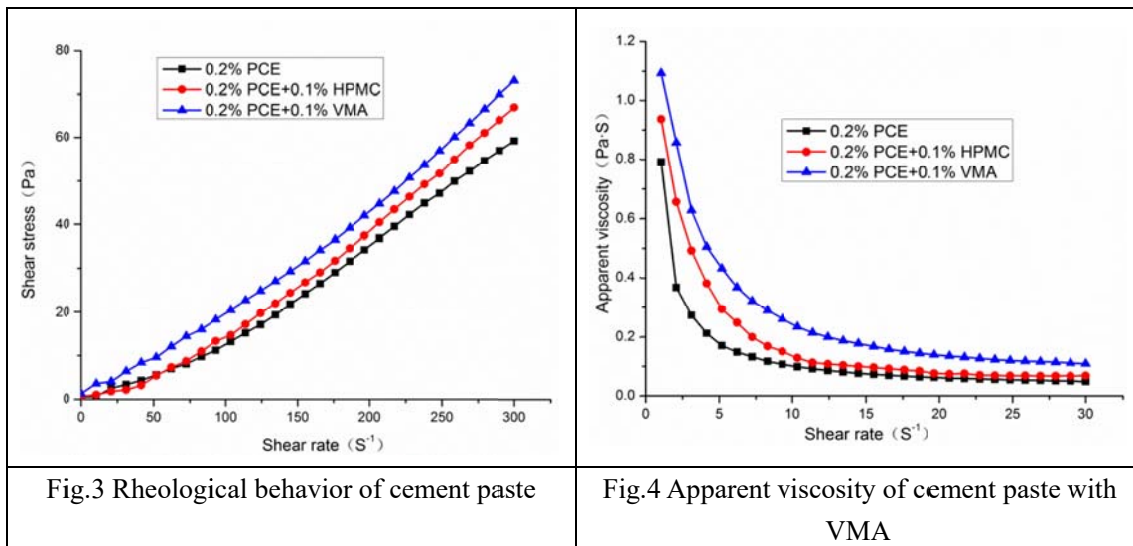 80
60
40
20
0
0 50 100 150 200 250 300
Shear stress（Pa）
Shear rate（S-1）
0.2% PCE
0.2% PCE+0.1% HPMC
0.2% PCE+0.1% VMA
Fig.3 Rheological behavior of cement paste
1.2
1.0
0.8
0.6
0.4
0.2
0.0
0 5 10 15 20 25 30
Apparent viscosity（Pa·S）
Shear rate（S-1）
0.2% PCE
0.2% PCE+0.1% HPMC
0.2% PCE+0.1% VMA
Fig.4 Apparent viscosity of cement paste with
VMA